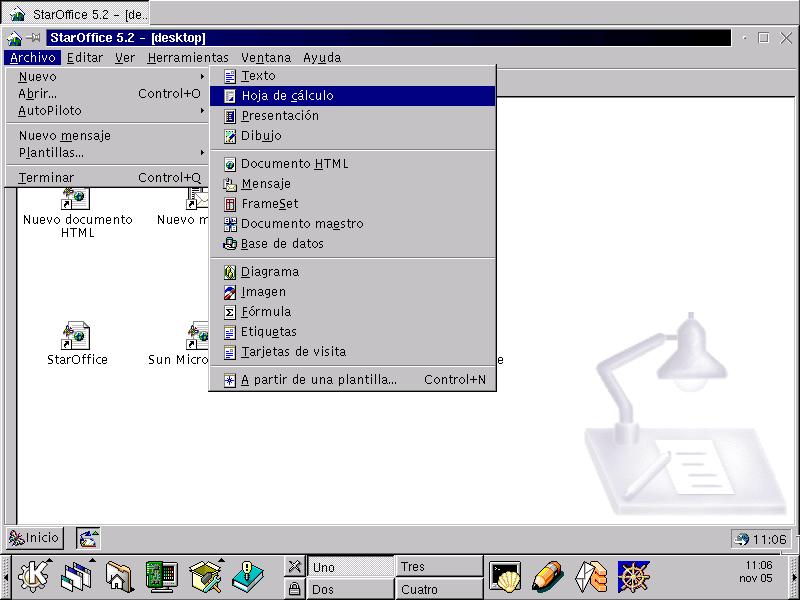 StarOffice 5.2 - [de..
StarOffice 5.2 - [desktop]
Archivo Editar Ver Herramientas Ventana Ayuda
Nuevo
Abrir... Control+O
AutoPiloto
Nuevo mensaje
Plantillas...
Terminar Control+Q
Texto
Hoja de cálculo
Presentación
Dibujo
Documento HTML
Mensaje
FrameSet
Documento maestro
Base de datos
Diagrama
Imagen
Fórmula
Etiquetas
Tarjetas de visita
A partir de una plantilla... Control+N
Nuevo documento
HTML
Nuevo m
StarOffice
Sun Micro
e
Inicio
11:06
Uno
Dos
Tres
Cuatro
11:06
nov 05